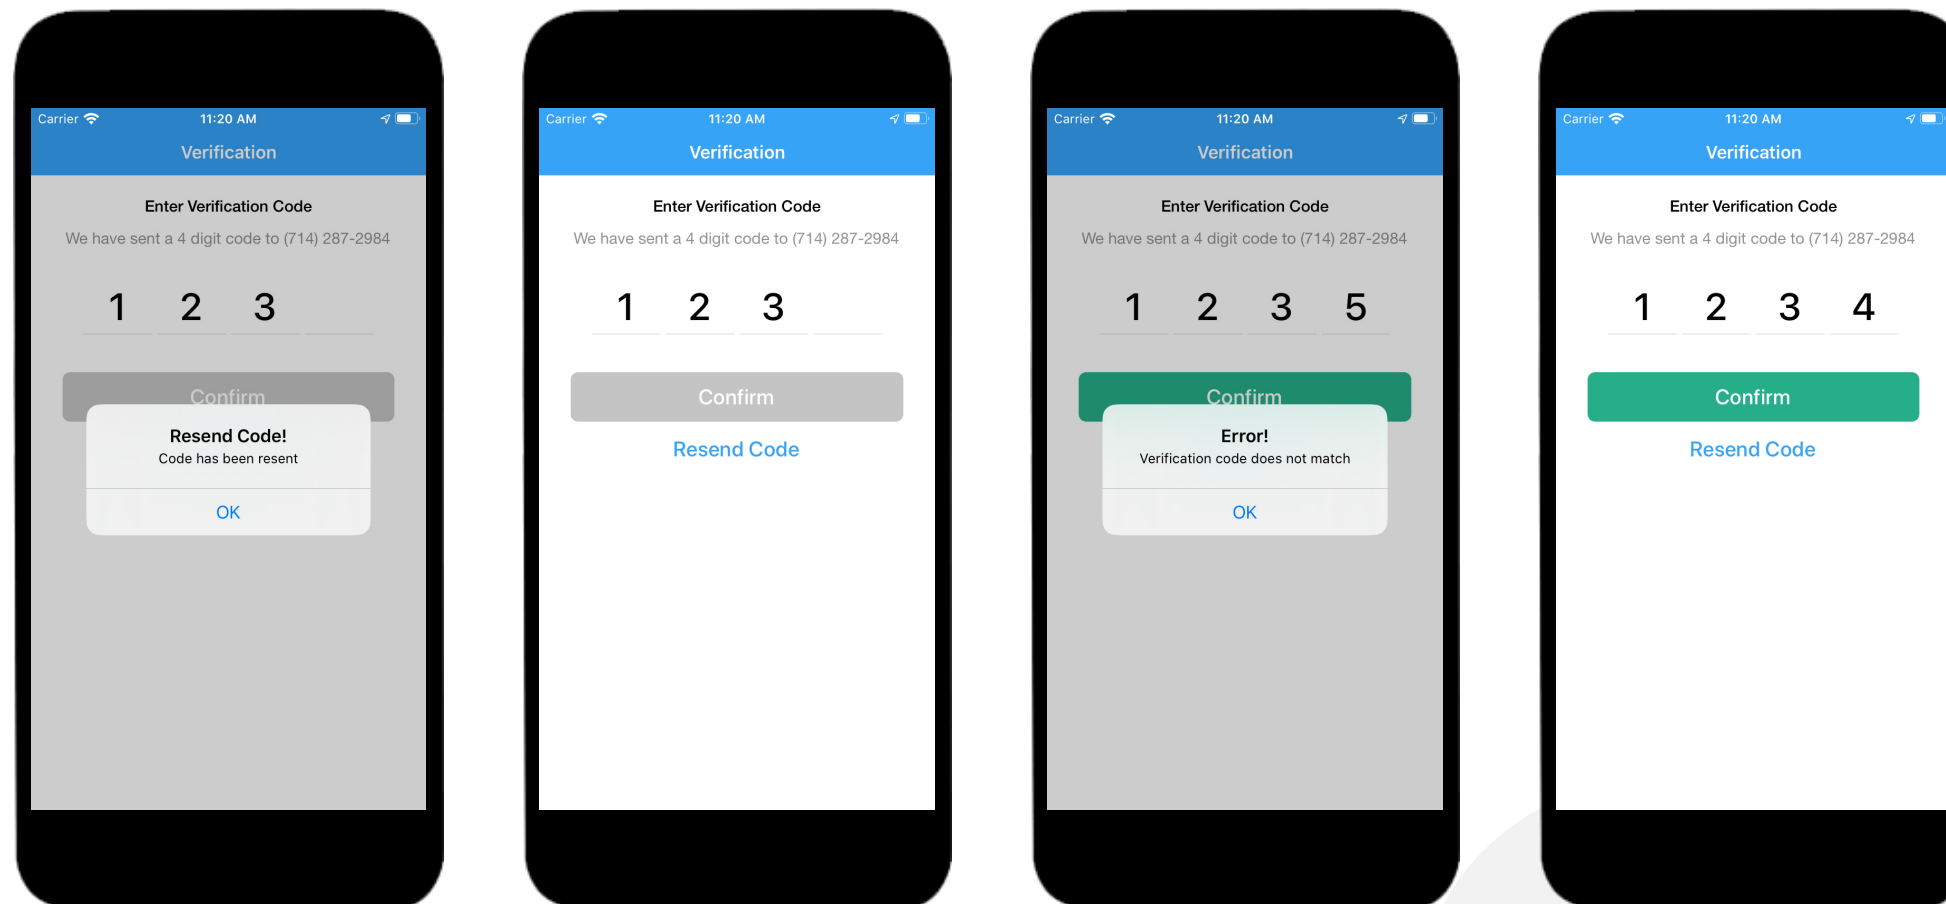 Carrier 11:20 AM
Verification
Enter Verification Code
We have sent a 4 digit code to (714) 287-2984
1 2 3
Confirm
Resend Code!
Code has been resent
OK
Carrier 11:20 AM
Verification
Enter Verification Code
We have sent a 4 digit code to (714) 287-2984
1 2 3
Confirm
Resend Code
Carrier 11:20 AM
Verification
Enter Verification Code
We have sent a 4 digit code to (714) 287-2984
1 2 3 5
Confirm
Error!
Verification code does not match
OK
Carrier 11:20 AM
Verification
Enter Verification Code
We have sent a 4 digit code to (714) 287-2984
1 2 3 4
Confirm
Resend Code